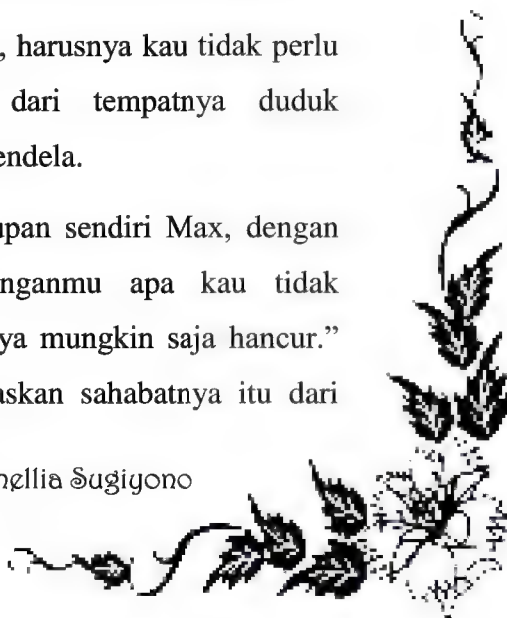 , harusnya kau tidak perlu
dari tempatnya duduk
endela.
upan sendiri Max, dengan
nganmu apa kau tidak
ya mungkin saja hancur.”
askan sahabatnya itu dari
nellia Sugiyono